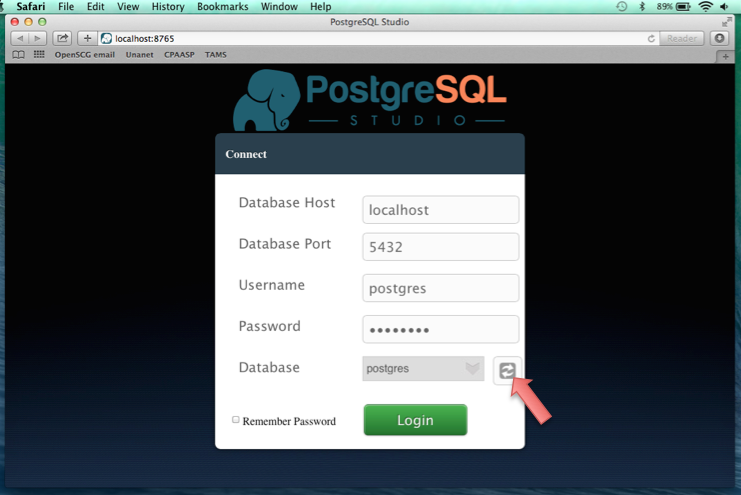 Safari File Edit View History Bookmarks Window Help 89%
PostgreSQL Studio
localhost:8765 Reader
OpenSCG email Unanet CPAASP TAMS
PostgreSQL
STUDIO
Connect
Database Host localhost
Database Port 5432
Username postgres
Password ••••••••
Database postgres
Remember Password Login